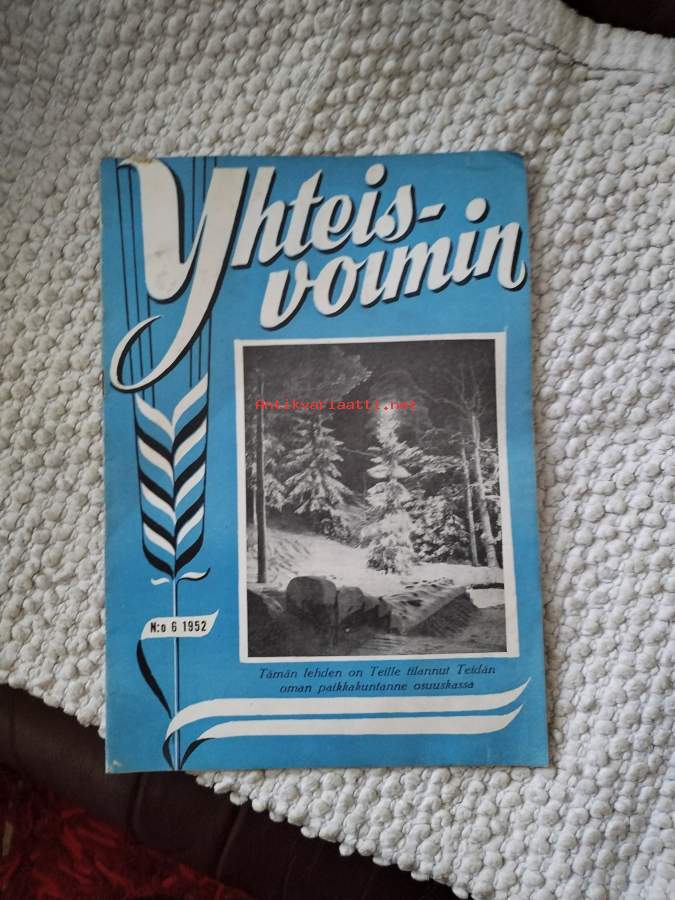 Yhteis-
voimin
Antikvariaatti.net
N:o 6 1952
Tämän lehden on Teille tilannut Teidän
oman paikkakuntanne osuuskassa